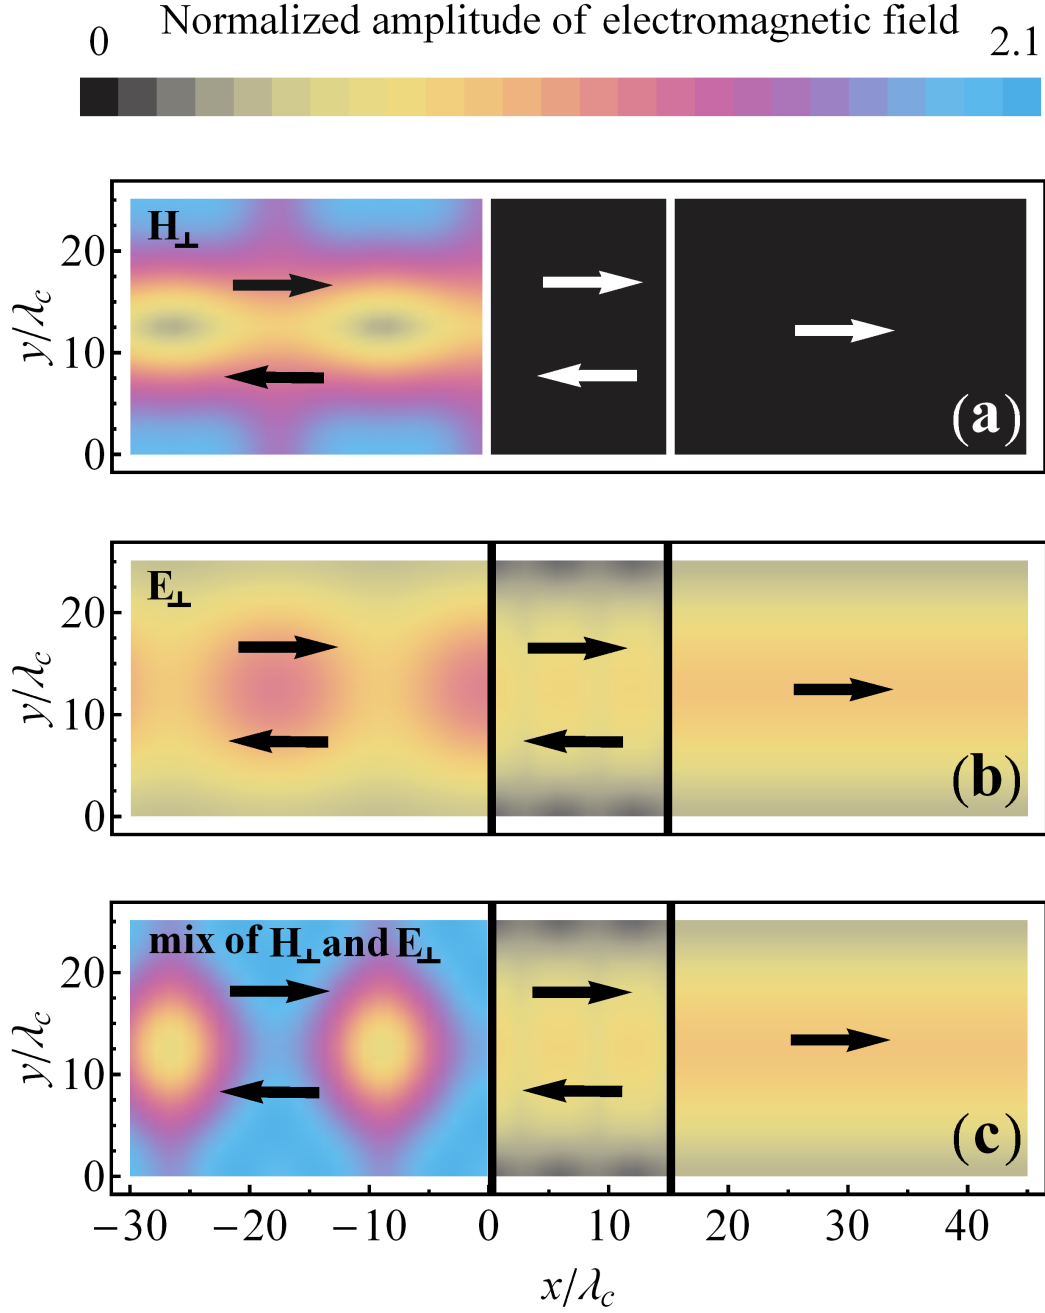 Normalized amplitude of electromagnetic field
0 2.1
H⊥
20
10
0
y/λc
(a)
E⊥
20
10
0
y/λc
(b)
mix of H⊥ and E⊥
20
10
0
y/λc
(c)
−30 −20 −10 0 10 20 30 40
x/λc